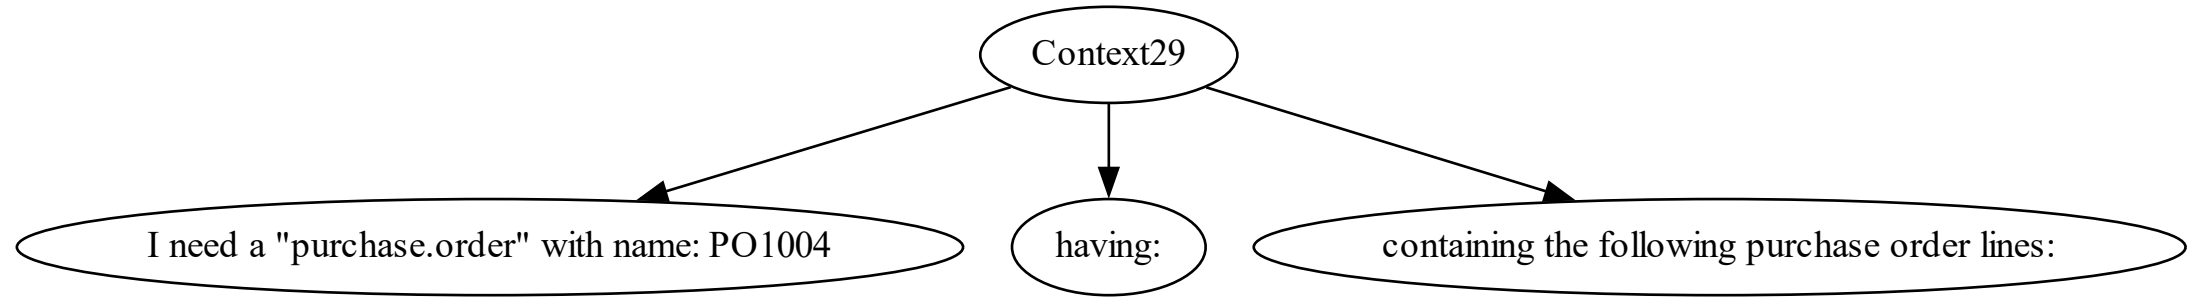 Context29
I need a "purchase.order" with name: PO1004
having:
containing the following purchase order lines: